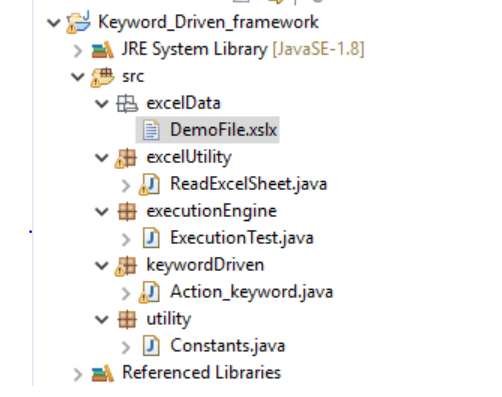 Keyword_Driven_framework
JRE System Library [JavaSE-1.8]
src
excelData
DemoFile.xslx
excelUtility
ReadExcelSheet.java
executionEngine
ExecutionTest.java
keywordDriven
Action_keyword.java
utility
Constants.java
Referenced Libraries